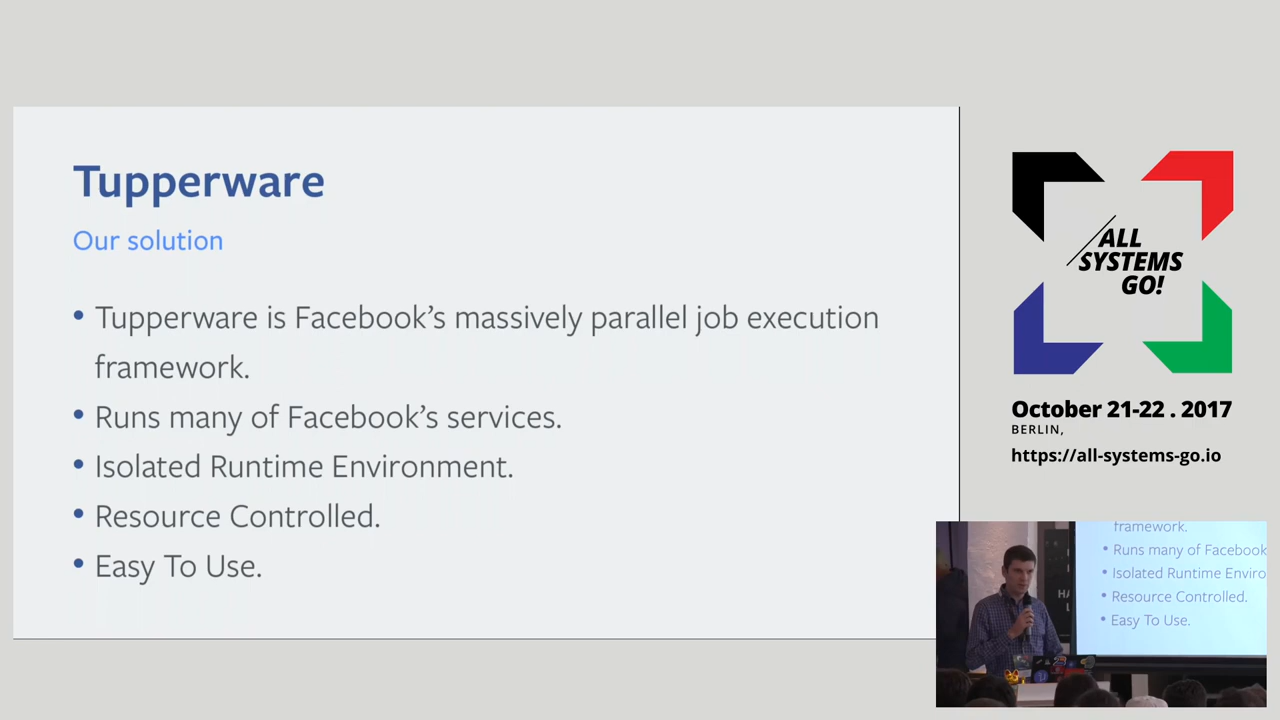 Tupperware
Our solution
• Tupperware is Facebook's massively parallel job execution
framework.
• Runs many of Facebook's services.
• Isolated Runtime Environment.
• Resource Controlled.
• Easy To Use.
ALL
SYSTEMS
GO!
October 21-22 . 2017
BERLIN,
https://all-systems-go.io
framework.
• Runs many of Facebook
• Isolated Runtime Enviro
• Resource Controlled.
• Easy To Use.